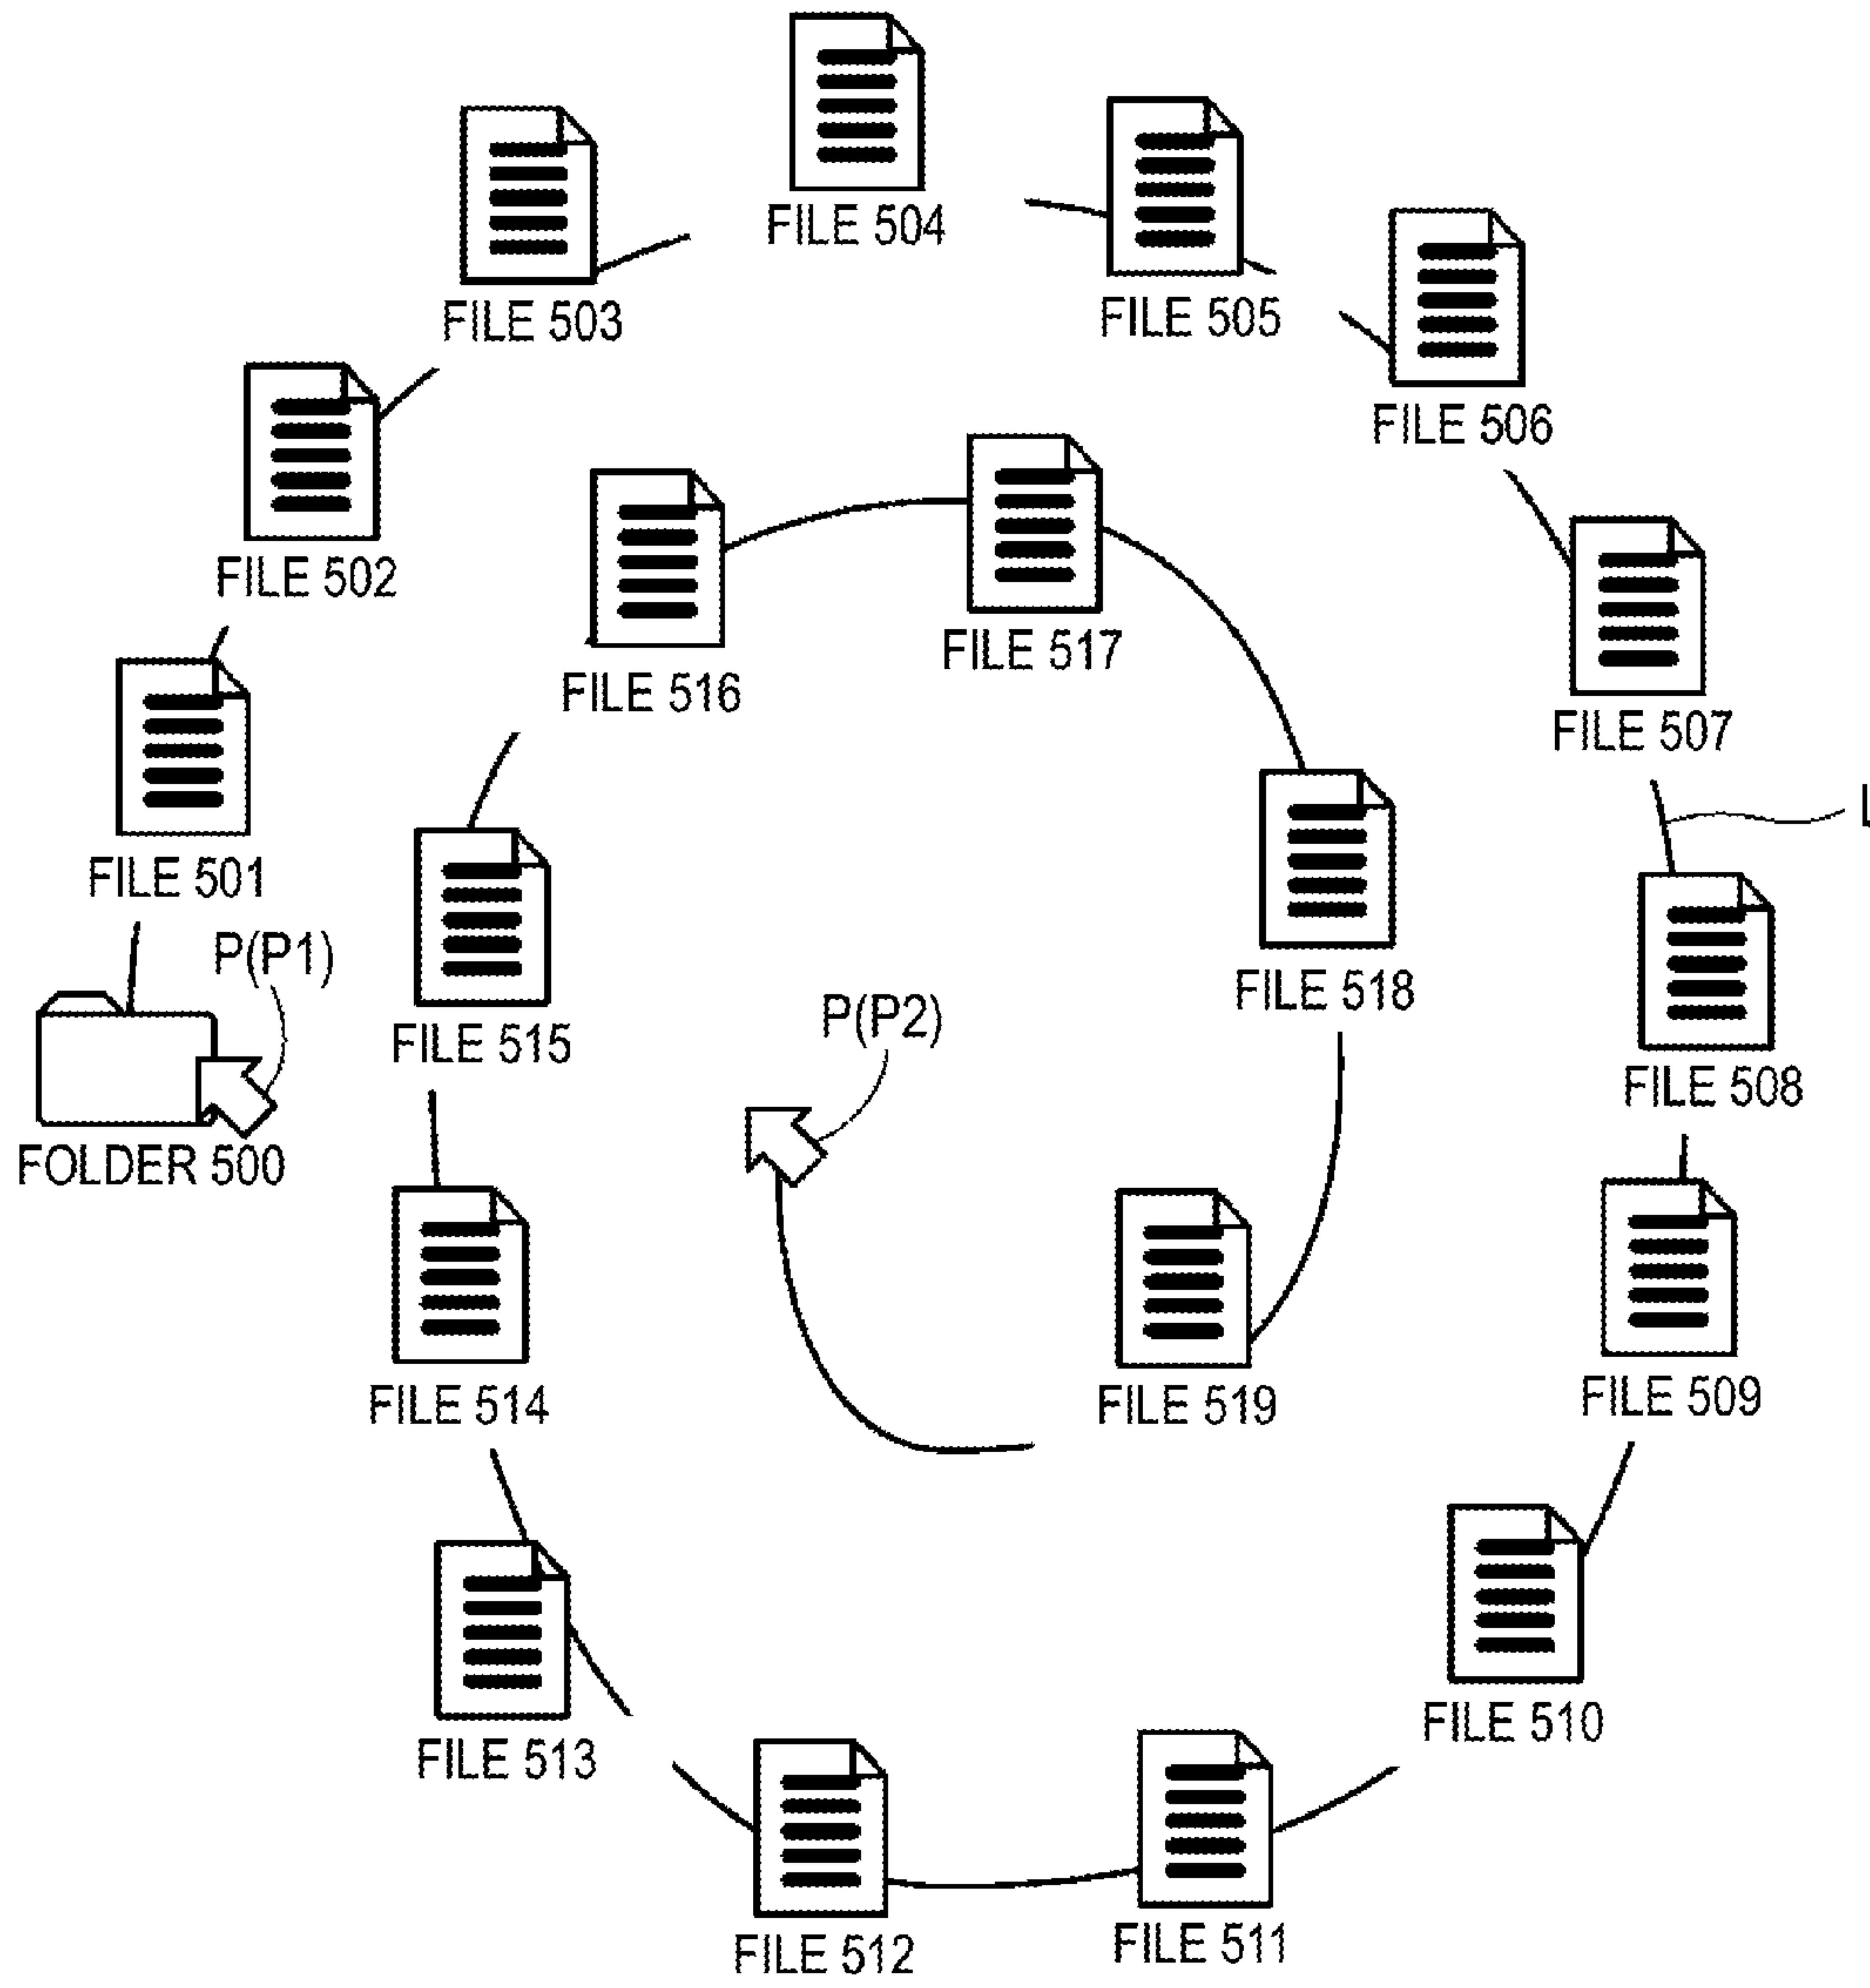 FILE 504
FILE 503
FILE 505
FILE 506
FILE 502
FILE 517
FILE 516
FILE 507
L
FILE 501
P(P1)
FILE 518
P(P2)
FILE 515
FILE 508
FOLDER 500
FILE 514
FILE 519
FILE 509
FILE 510
FILE 513
FILE 511
FILE 512